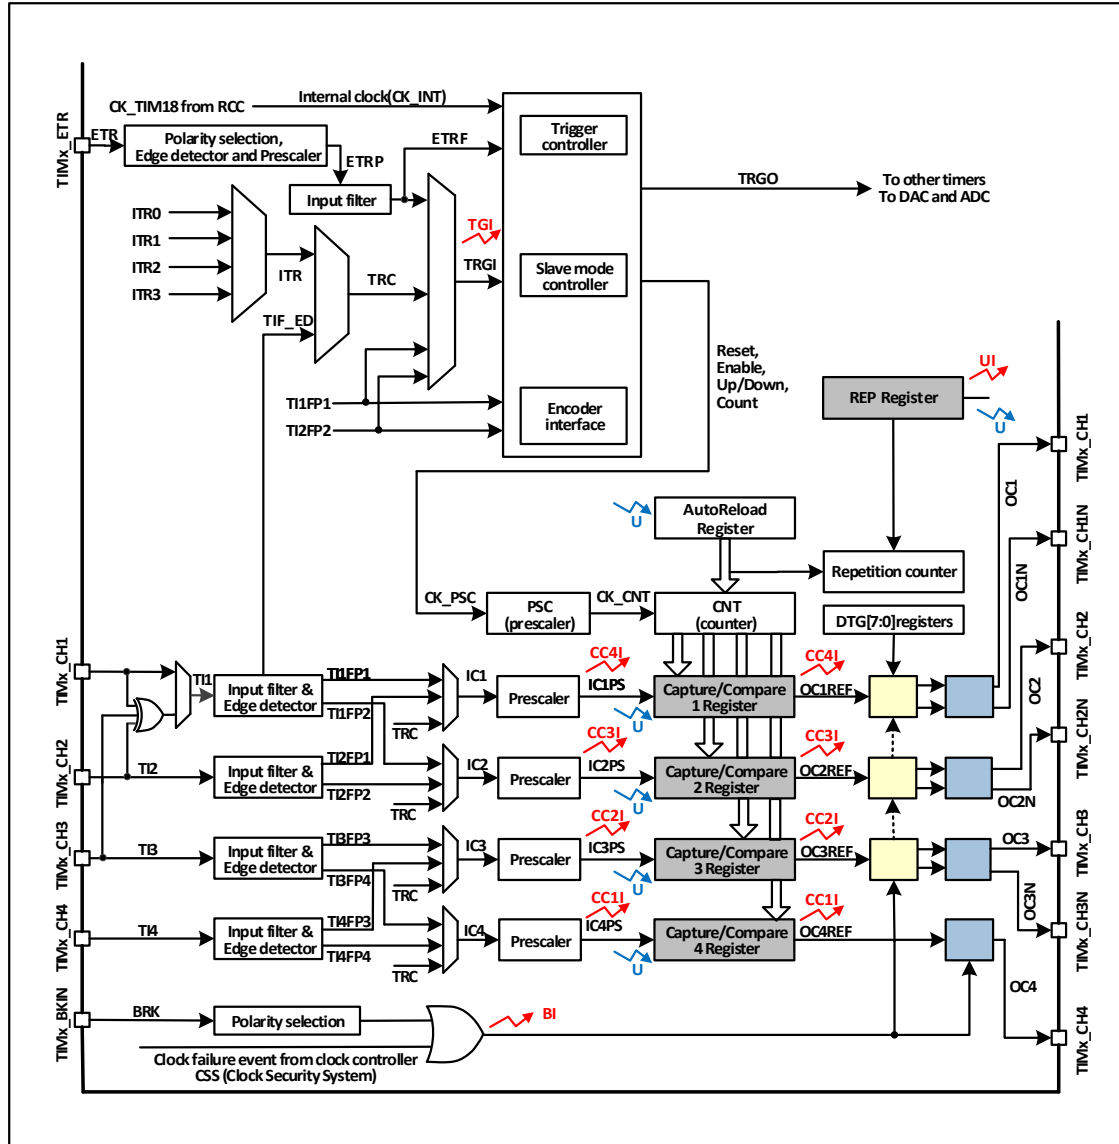 CK_TIM18 from RCC
Internal clock(CK_INT)
TIMx_ETR
ETR
Polarity selection,
Edge detector and Prescaler
ETRP
Input filter
ETRF
Trigger
controller
TRGO
To other timers
To DAC and ADC
ITR0
ITR1
ITR2
ITR3
ITR
TIF_ED
TRC
TGI
TRGI
Slave mode
controller
Reset,
Enable,
Up/Down,
Count
TI1FP1
TI2FP2
Encoder
interface
UI
REP Register
U
U
AutoReload
Register
Repetition counter
CK_PSC
PSC
(prescaler)
CK_CNT
CNT
(counter)
DTG[7:0]registers
OC1
TIMx_CH1
OC1N
TIMx_CH1N
TIMx_CH1
TI1
Input filter &
Edge detector
TI1FP1
TI1FP2
TRC
IC1
Prescaler
CC4I
IC1PS
U
Capture/Compare
1 Register
CC4I
OC1REF
OC2
TIMx_CH2
TIMx_CH2
TI2
Input filter &
Edge detector
TI2FP1
TI2FP2
TRC
IC2
Prescaler
CC3I
IC2PS
U
Capture/Compare
2 Register
CC3I
OC2REF
OC2N
TIMx_CH2N
TIMx_CH3
TI3
Input filter &
Edge detector
TI3FP3
TI3FP4
TRC
IC3
Prescaler
CC2I
IC3PS
U
Capture/Compare
3 Register
CC2I
OC3REF
OC3
TIMx_CH3
OC3N
TIMx_CH3N
TIMx_CH4
TI4
Input filter &
Edge detector
TI4FP3
TI4FP4
TRC
IC4
Prescaler
CC1I
IC4PS
U
Capture/Compare
4 Register
CC1I
OC4REF
OC4
TIMx_CH4
TIMx_BKIN
BRK
Polarity selection
BI
Clock failure event from clock controller
CSS (Clock Security System)